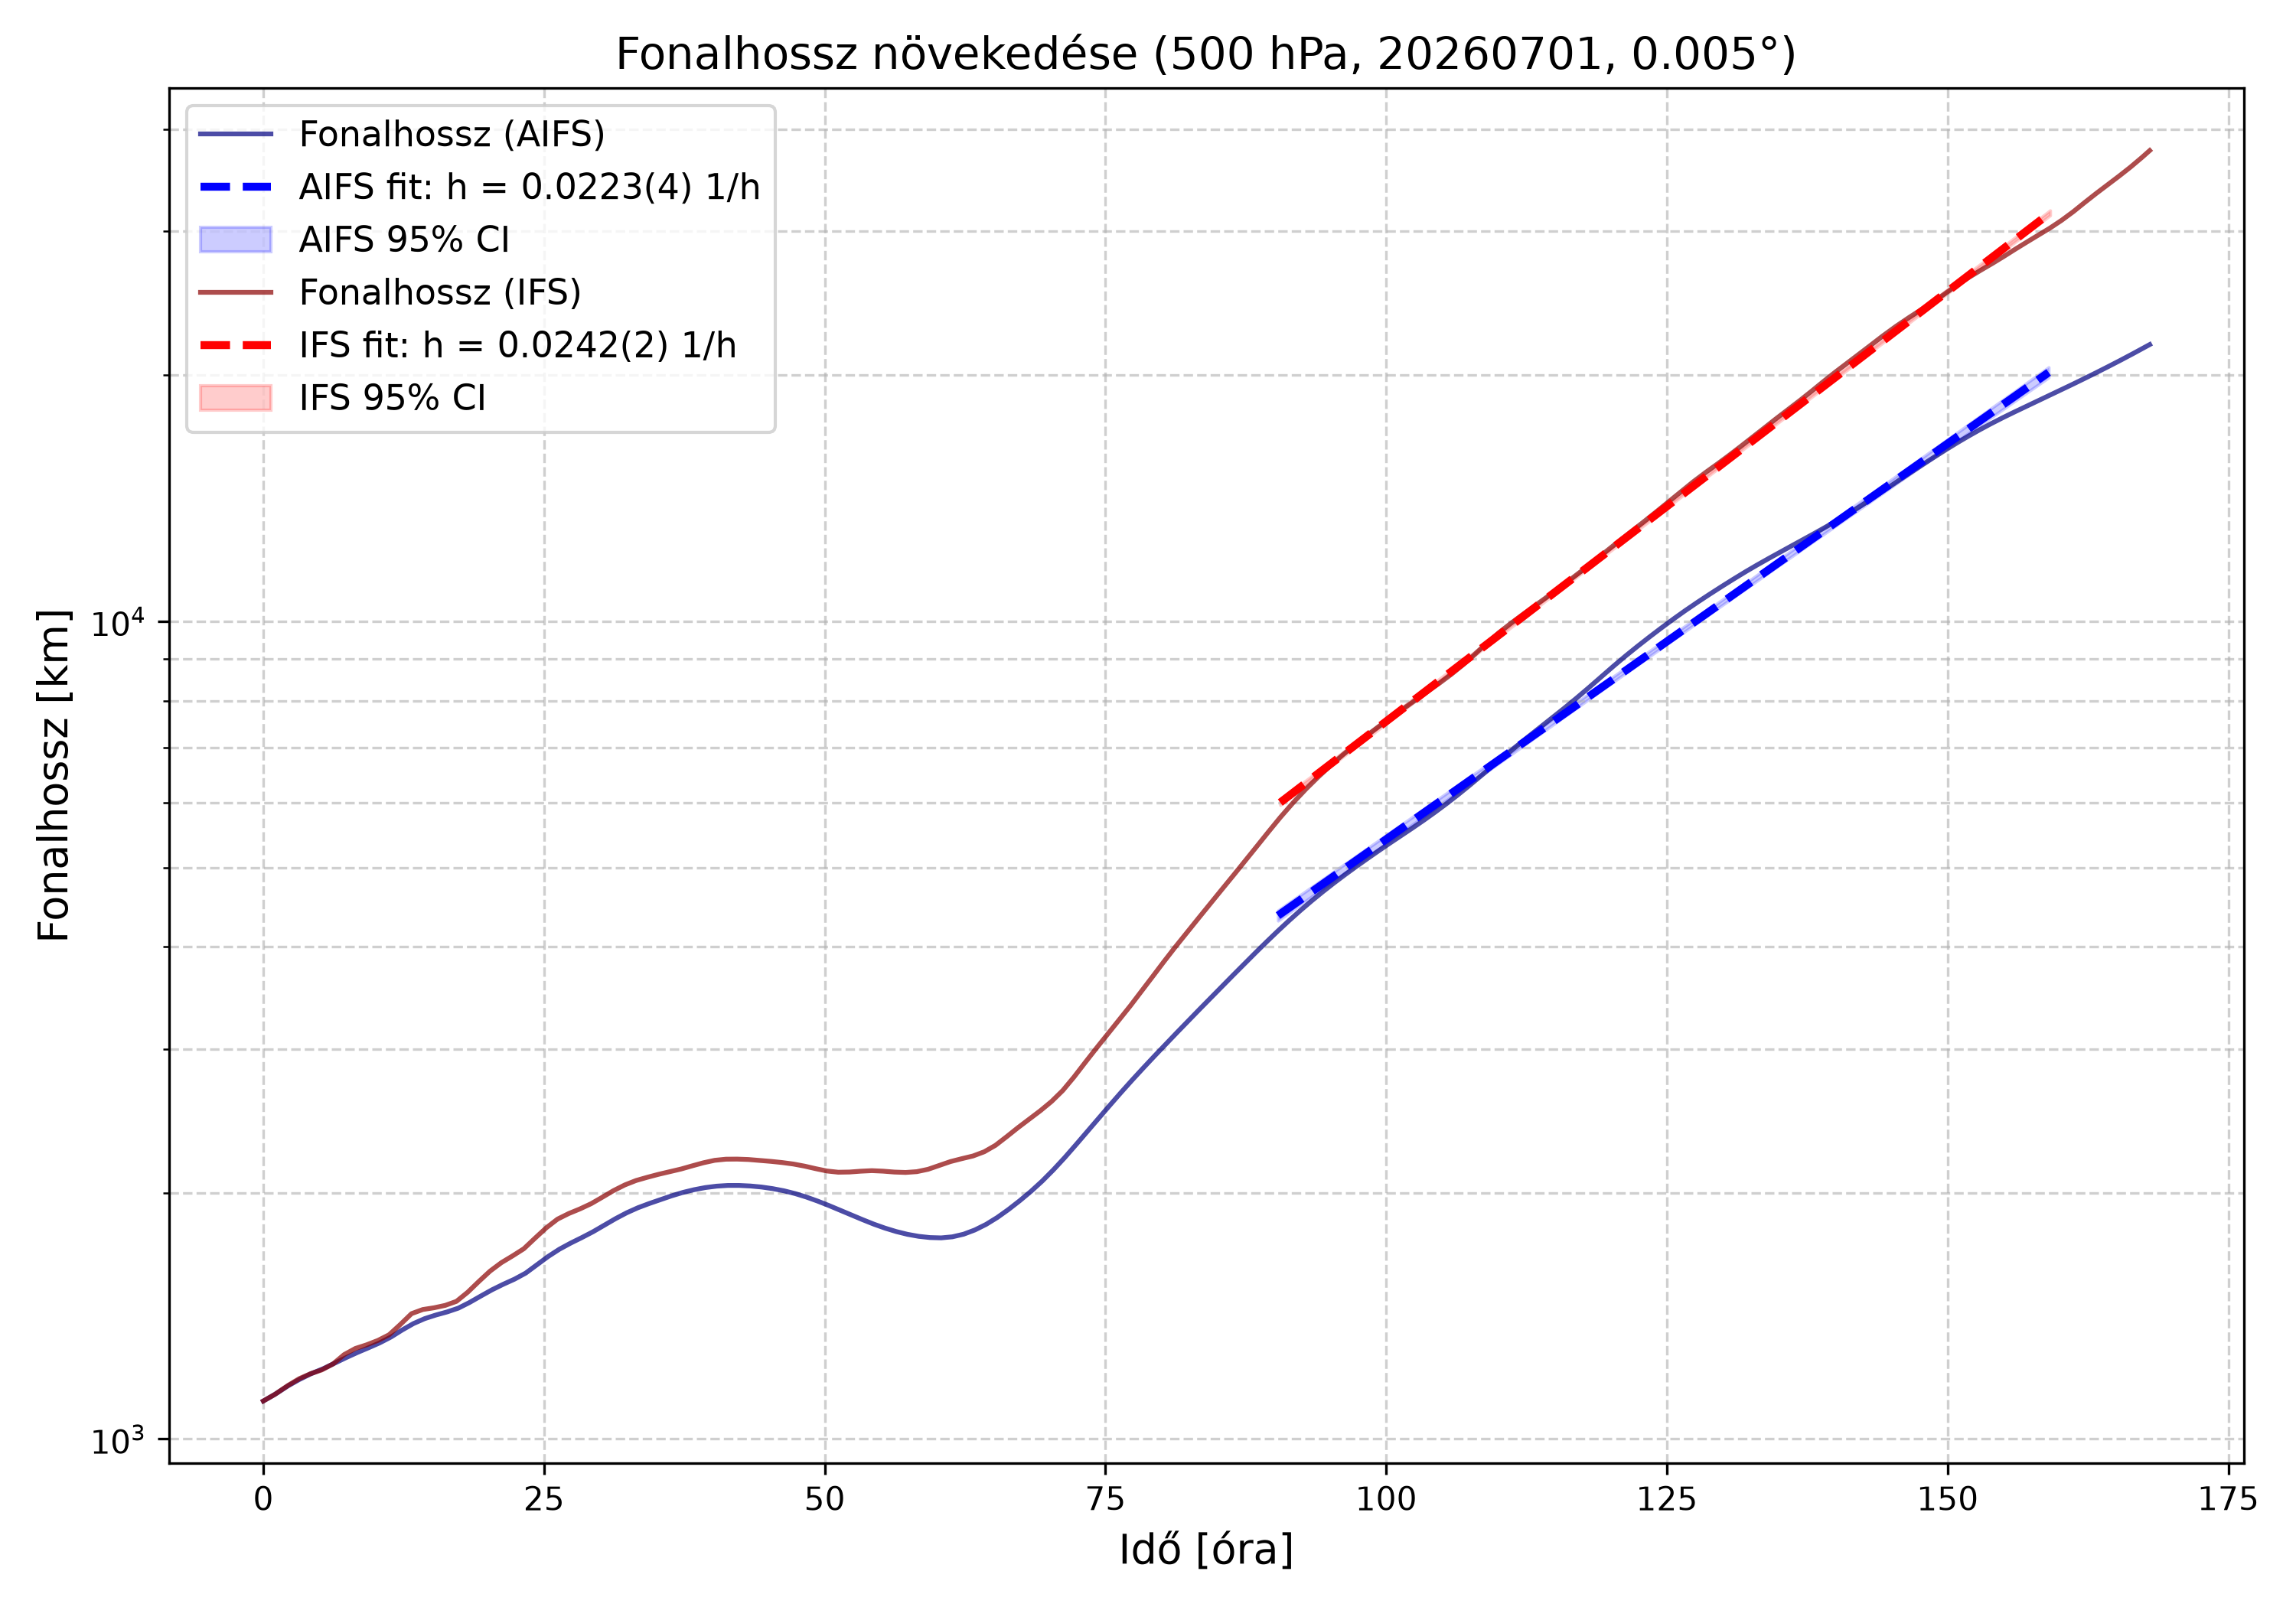 Fonalhossz növekedése (500 hPa, 20260701, 0.005°)
Fonalhossz (AIFS)
AIFS fit: h = 0.0223(4) 1/h
AIFS 95% CI
Fonalhossz (IFS)
IFS fit: h = 0.0242(2) 1/h
IFS 95% CI
Fonalhossz [km]
10⁴
10³
0 25 50 75 100 125 150 175
Idő [óra]